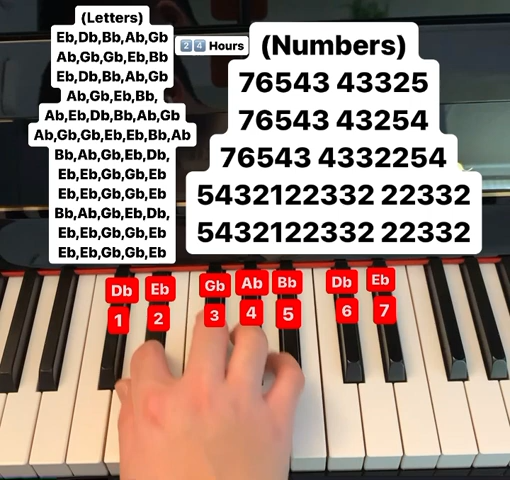 (Letters)
Eb,Db,Bb,Ab,Gb
Ab,Gb,Gb,Eb,Bb
Eb,Db,Bb,Ab,Gb
Ab,Gb,Eb,Bb,
Ab,Eb,Db,Bb,Ab,Gb
Ab,Gb,Gb,Eb,Eb,Bb,Ab
Bb,Ab,Gb,Eb,Db,
Eb,Eb,Gb,Gb,Eb
Eb,Eb,Gb,Gb,Eb
Bb,Ab,Gb,Eb,Db,
Eb,Eb,Gb,Gb,Eb
Eb,Eb,Gb,Gb,Eb
24 Hours
(Numbers)
76543 43325
76543 43254
76543 4332254
5432122332 22332
5432122332 22332
Db Eb Gb Ab Bb Db Eb
1 2 3 4 5 6 7